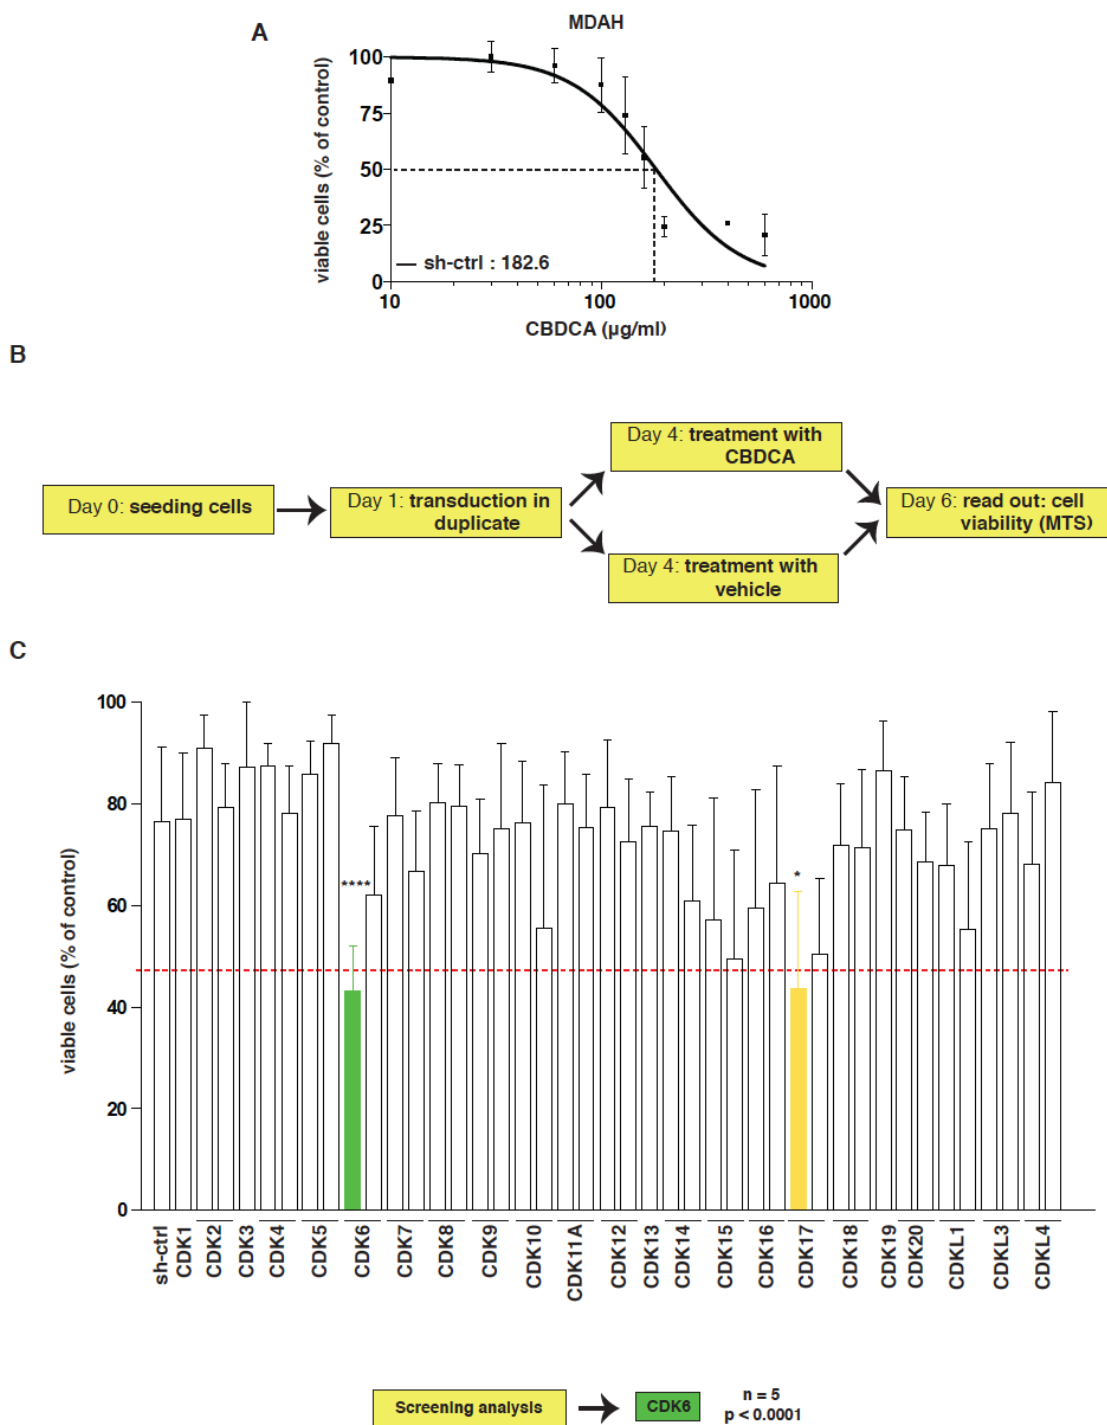 A
MDAH
100
75
50
25
0
viable cells (% of control)
sh-ctrl : 182.6
10
100
1000
CBDCA (µg/ml)
B
Day 0: seeding cells
Day 1: transduction in
duplicate
Day 4: treatment with
CBDCA
Day 4: treatment with
vehicle
Day 6: read out: cell
viability (MTS)
C
100
80
60
40
20
0
viable cells (% of control)
****
*
sh-ctrl
CDK1
CDK2
CDK3
CDK4
CDK5
CDK6
CDK7
CDK8
CDK9
CDK10
CDK11A
CDK12
CDK13
CDK14
CDK15
CDK16
CDK17
CDK18
CDK19
CDK20
CDKL1
CDKL3
CDKL4
Screening analysis
CDK6
n = 5
p < 0.0001